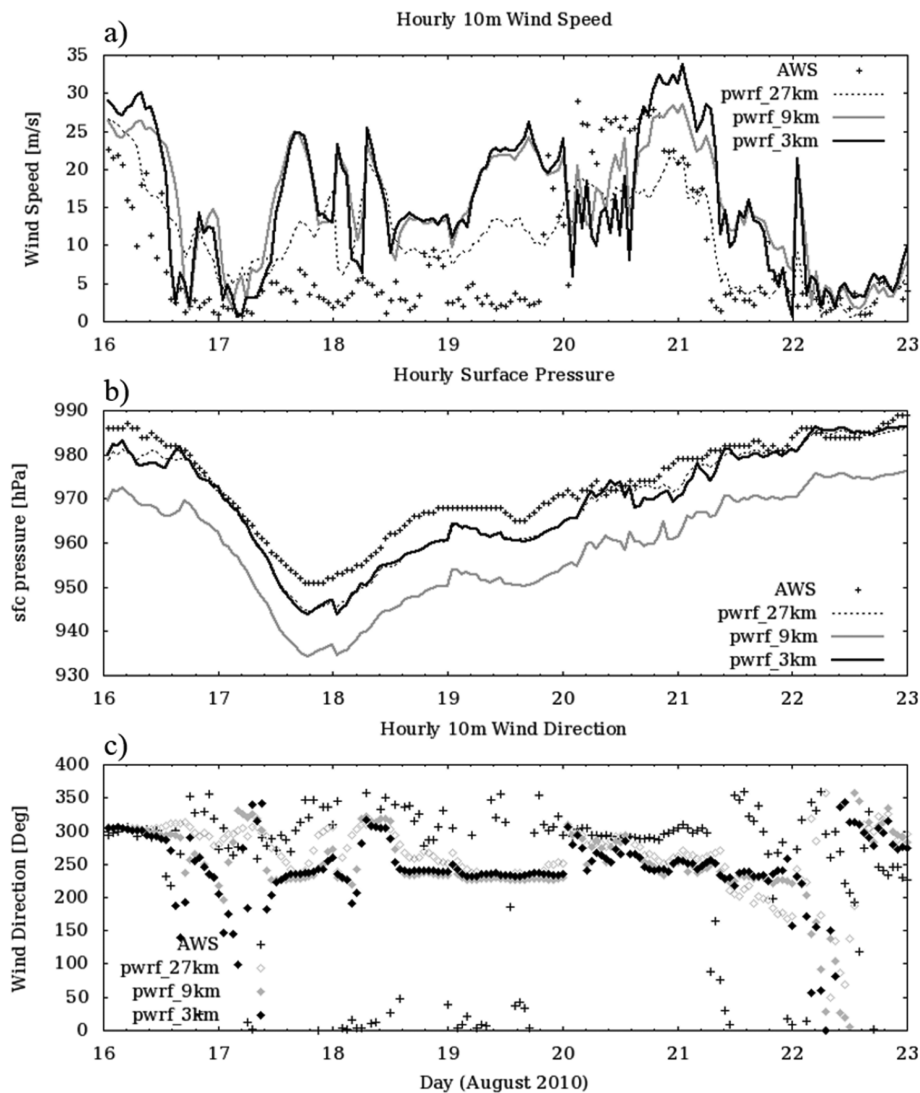 a)
Hourly 10m Wind Speed
35
30
25
20
15
10
5
0
Wind Speed [m/s]
AWS
pwrf_27km
pwrf_9km
pwrf_3km
16 17 18 19 20 21 22 23
b)
Hourly Surface Pressure
990
980
970
960
950
940
930
sfc pressure [hPa]
AWS
pwrf_27km
pwrf_9km
pwrf_3km
16 17 18 19 20 21 22 23
c)
Hourly 10m Wind Direction
400
350
300
250
200
150
100
50
0
Wind Direction [Deg]
AWS
pwrf_27km
pwrf_9km
pwrf_3km
16 17 18 19 20 21 22 23
Day (August 2010)